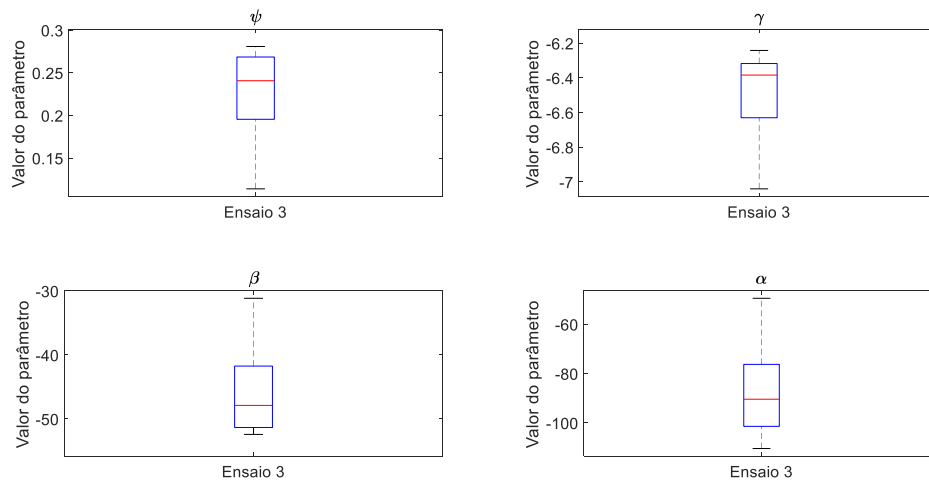 ψ
Valor do parâmetro
0.3
0.25
0.2
0.15
Ensaio 3
γ
Valor do parâmetro
-6.2
-6.4
-6.6
-6.8
-7
Ensaio 3
β
Valor do parâmetro
-30
-40
-50
Ensaio 3
α
Valor do parâmetro
-60
-80
-100
Ensaio 3